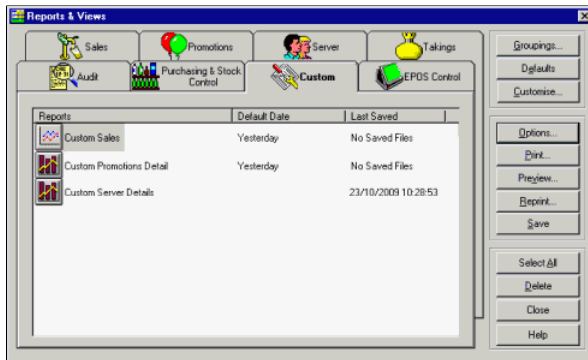 Reports & Views
Sales
Promotions
Server
Takings
Audit
Purchasing & Stock
Control
Custom
EPOS Control
Reports
Default Date
Last Saved
Custom Sales
Yesterday
No Saved Files
Custom Promotions Detail
Yesterday
No Saved Files
Custom Server Details
23/10/2009 10:28:53
Groupings...
Defaults
Customise...
Options...
Print...
Preview...
Reprint...
Save
Select All
Delete
Close
Help